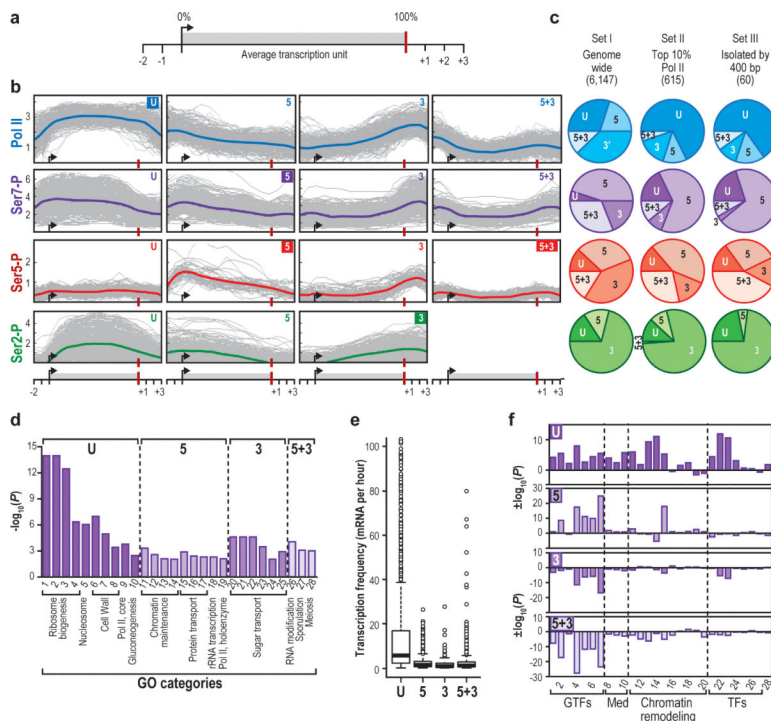 a
0%
100%
Average transcription unit
-2 -1
+1 +2 +3
b
Pol II
3
1
U
5
3
5+3
Ser7-P
6
4
2
U
5
3
5+3
Ser5-P
2
1
U
5
3
5+3
Ser2-P
4
2
U
5
3
-2
+1 +3
+1 +3
+1 +3
+1 +3
c
Set I
Genome
wide
(6,147)
Set II
Top 10%
Pol II
(615)
Set III
Isolated by
400 bp
(60)
U 5 5+3 3'
U 5+3 3 5
U 5+3 3 5
U 5 5+3 3
U 5 5+3 3
U 5 5+3 3
U 5 5+3 3
U 5 5+3 3
U 5 5+3 3
U 5 3
U 5 5+3 3
U 5 3
d
U 5 3 5+3
-log10(P)
15
12
9
6
3
0
1 2 3 4 5 6 7 8 9 10 11 12 13 14 15 16 17 18 19 20 21 22 23 24 25 26 27 28
Ribosome
biogenesis
Nucleosome
Cell Wall
Pol II, core
Gluconeogenesis
Chromatin
maintenance
Protein transport
rRNA transcription
Pol II, holoenzyme
Sugar transport
RNA modification
Sporulation
Meiosis
GO categories
e
Transcription frequency (mRNA per hour)
100
80
60
40
20
0
U 5 3 5+3
f
±log10(P)
U
10
0
±log10(P)
5
30
20
10
0
±log10(P)
3
10
0
-10
±log10(P)
5+3
10
0
-10
-20
-30
2 4 6 8 10 12 14 16 18 20 22 24 26 28
GTFs
Med
Chromatin
remodeling
TFs